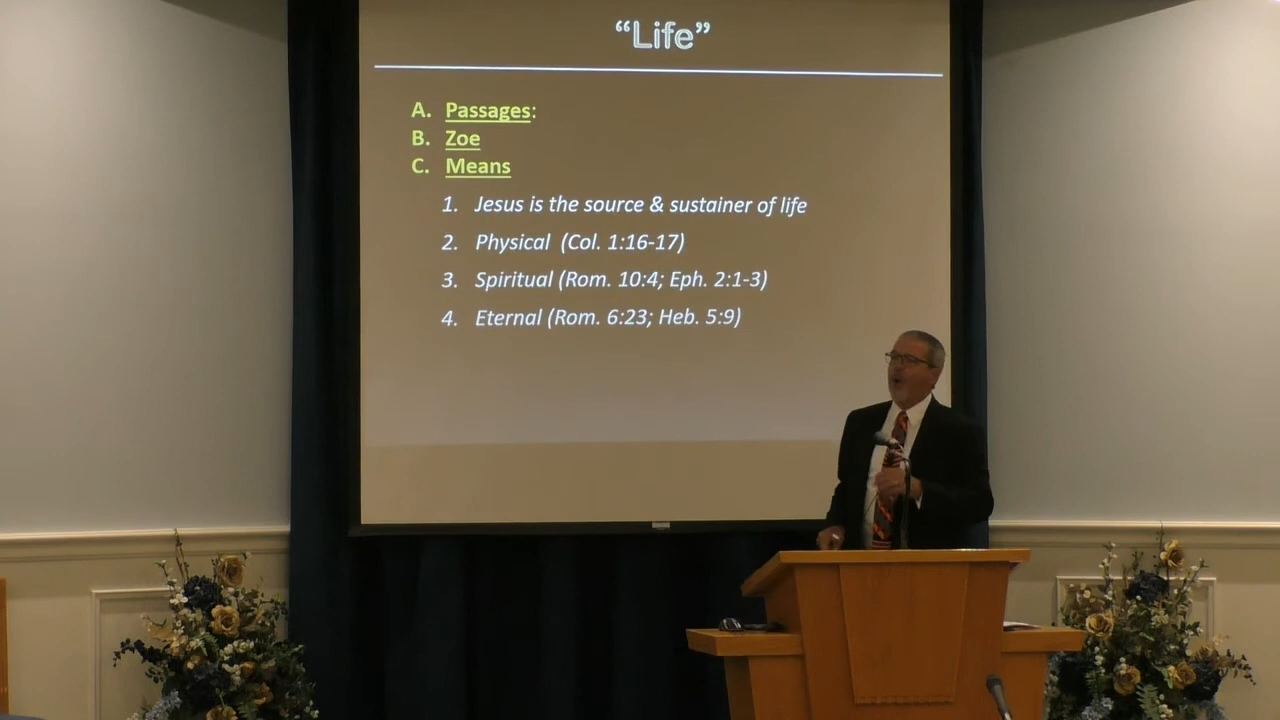 “Life”
A. Passages:
B. Zoe
C. Means
1. Jesus is the source & sustainer of life
2. Physical (Col. 1:16-17)
3. Spiritual (Rom. 10:4; Eph. 2:1-3)
4. Eternal (Rom. 6:23; Heb. 5:9)